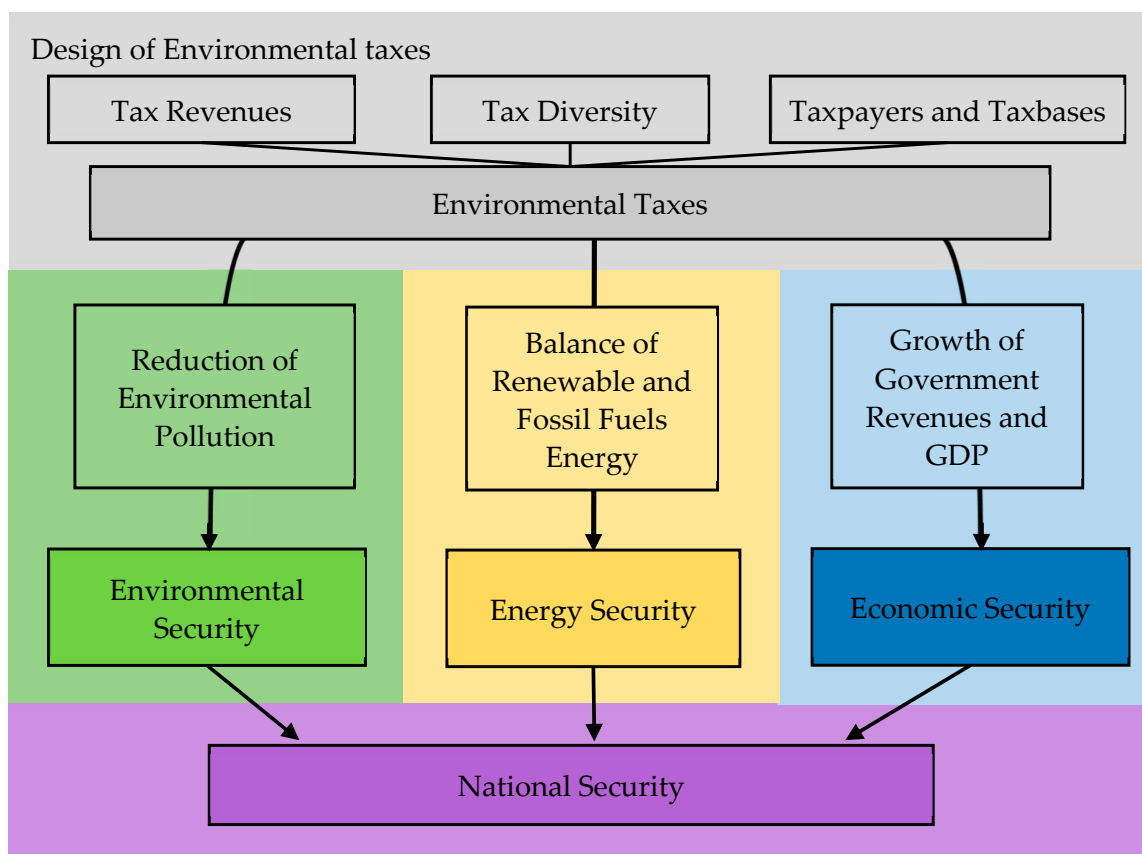 Design of Environmental taxes
Tax Revenues
Tax Diversity
Taxpayers and Taxbases
Environmental Taxes
Reduction of
Environmental
Pollution
Balance of
Renewable and
Fossil Fuels
Energy
Growth of
Government
Revenues and
GDP
Environmental
Security
Energy Security
Economic Security
National Security